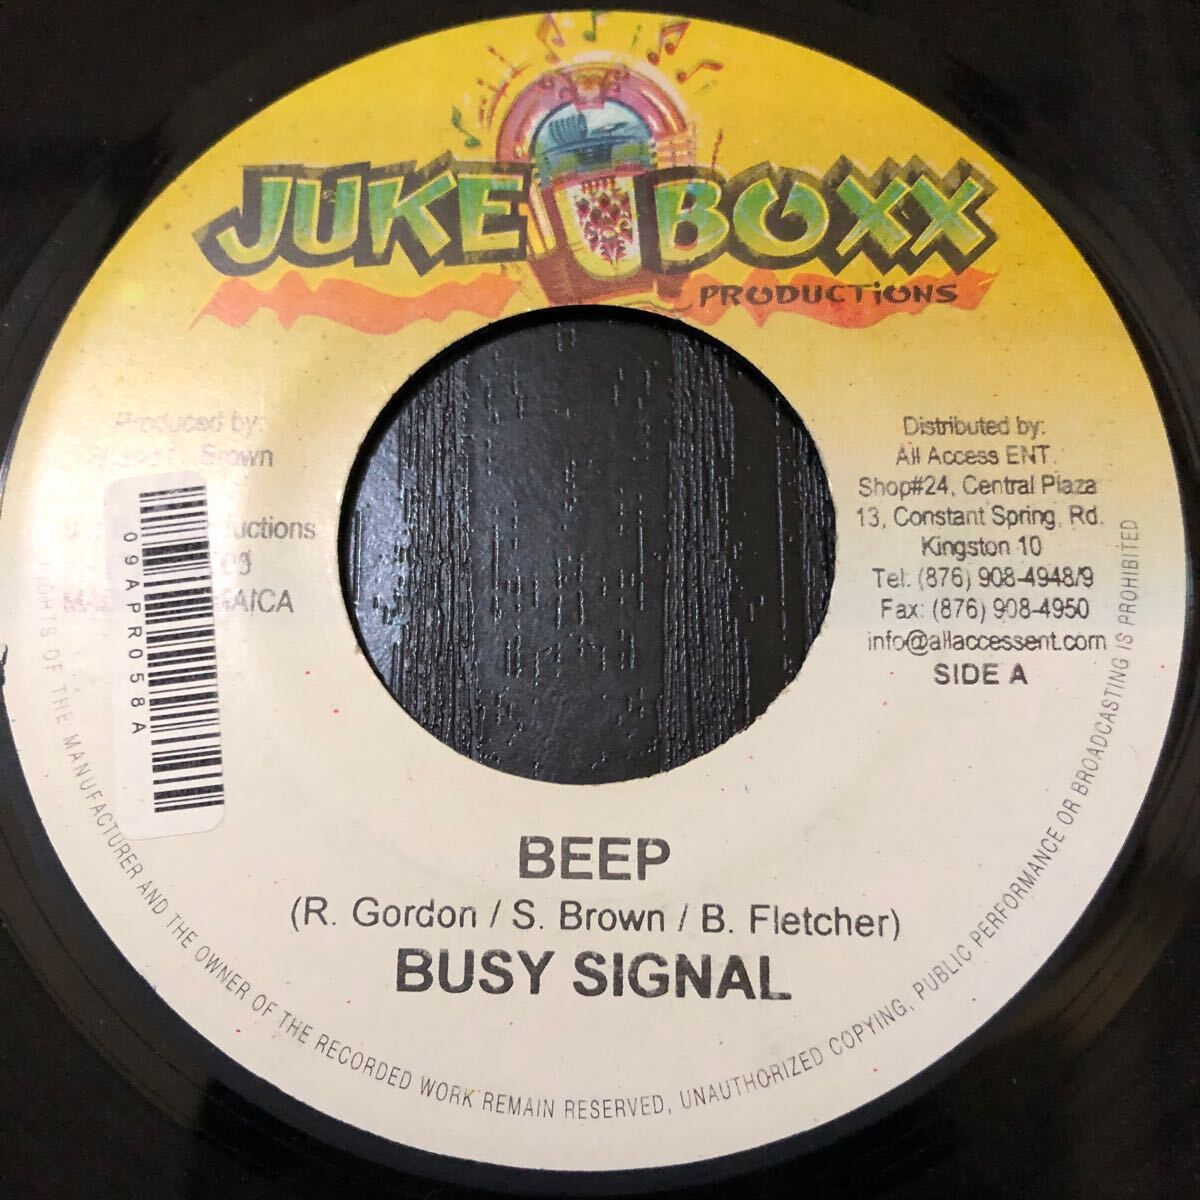 JUKE BOXX
PRODUCTIONS
Produced by:
Brown
uctions
MAICA
09APR058A
Distributed by:
All Access ENT.
Shop#24, Central Plaza
13, Constant Spring, Rd.
Kingston 10
Tel: (876) 908-4948/9
Fax: (876) 908-4950
info@allaccessent.com
SIDE A
BEEP
(R. Gordon / S. Brown / B. Fletcher)
BUSY SIGNAL
RIGHTS OF THE MANUFACTURER AND THE OWNER OF THE RECORDED WORK REMAIN RESERVED, UNAUTHORIZED COPYING, PUBLIC PERFORMANCE OR BROADCASTING IS PROHIBITED